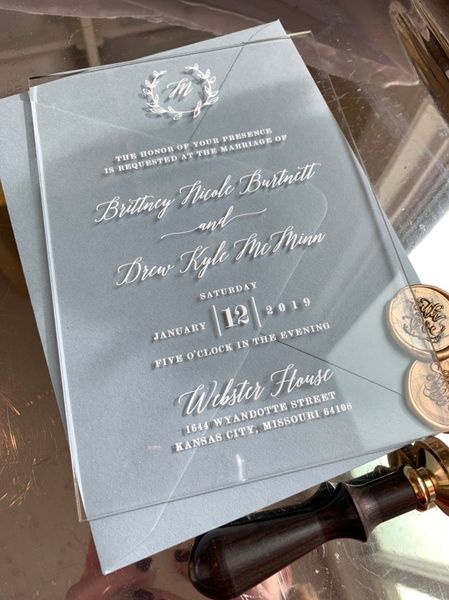 M
THE HONOR OF YOUR PRESENCE
IS REQUESTED AT THE MARRIAGE OF
Brittney Nicole Burtnett
and
Drew Kyle McMinn
SATURDAY
JANUARY |12| 2019
FIVE O'CLOCK IN THE EVENING
Webster House
1644 WYANDOTTE STREET
KANSAS CITY, MISSOURI 64108